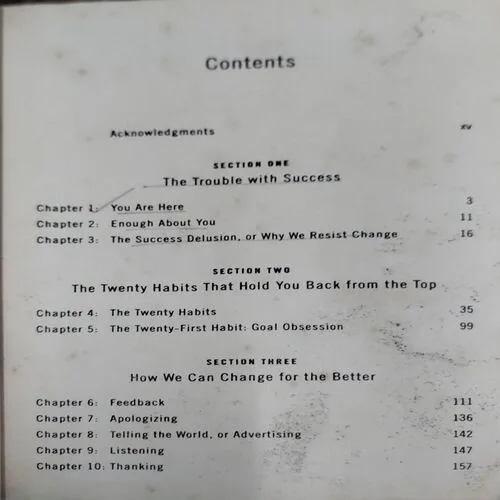 Contents
Acknowledgments xv
SECTION ONE
The Trouble with Success
Chapter 1: You Are Here 3
Chapter 2: Enough About You 11
Chapter 3: The Success Delusion, or Why We Resist Change 16
SECTION TWO
The Twenty Habits That Hold You Back from the Top
Chapter 4: The Twenty Habits 35
Chapter 5: The Twenty-First Habit: Goal Obsession 99
SECTION THREE
How We Can Change for the Better
Chapter 6: Feedback 111
Chapter 7: Apologizing 136
Chapter 8: Telling the World, or Advertising 142
Chapter 9: Listening 147
Chapter 10: Thanking 157